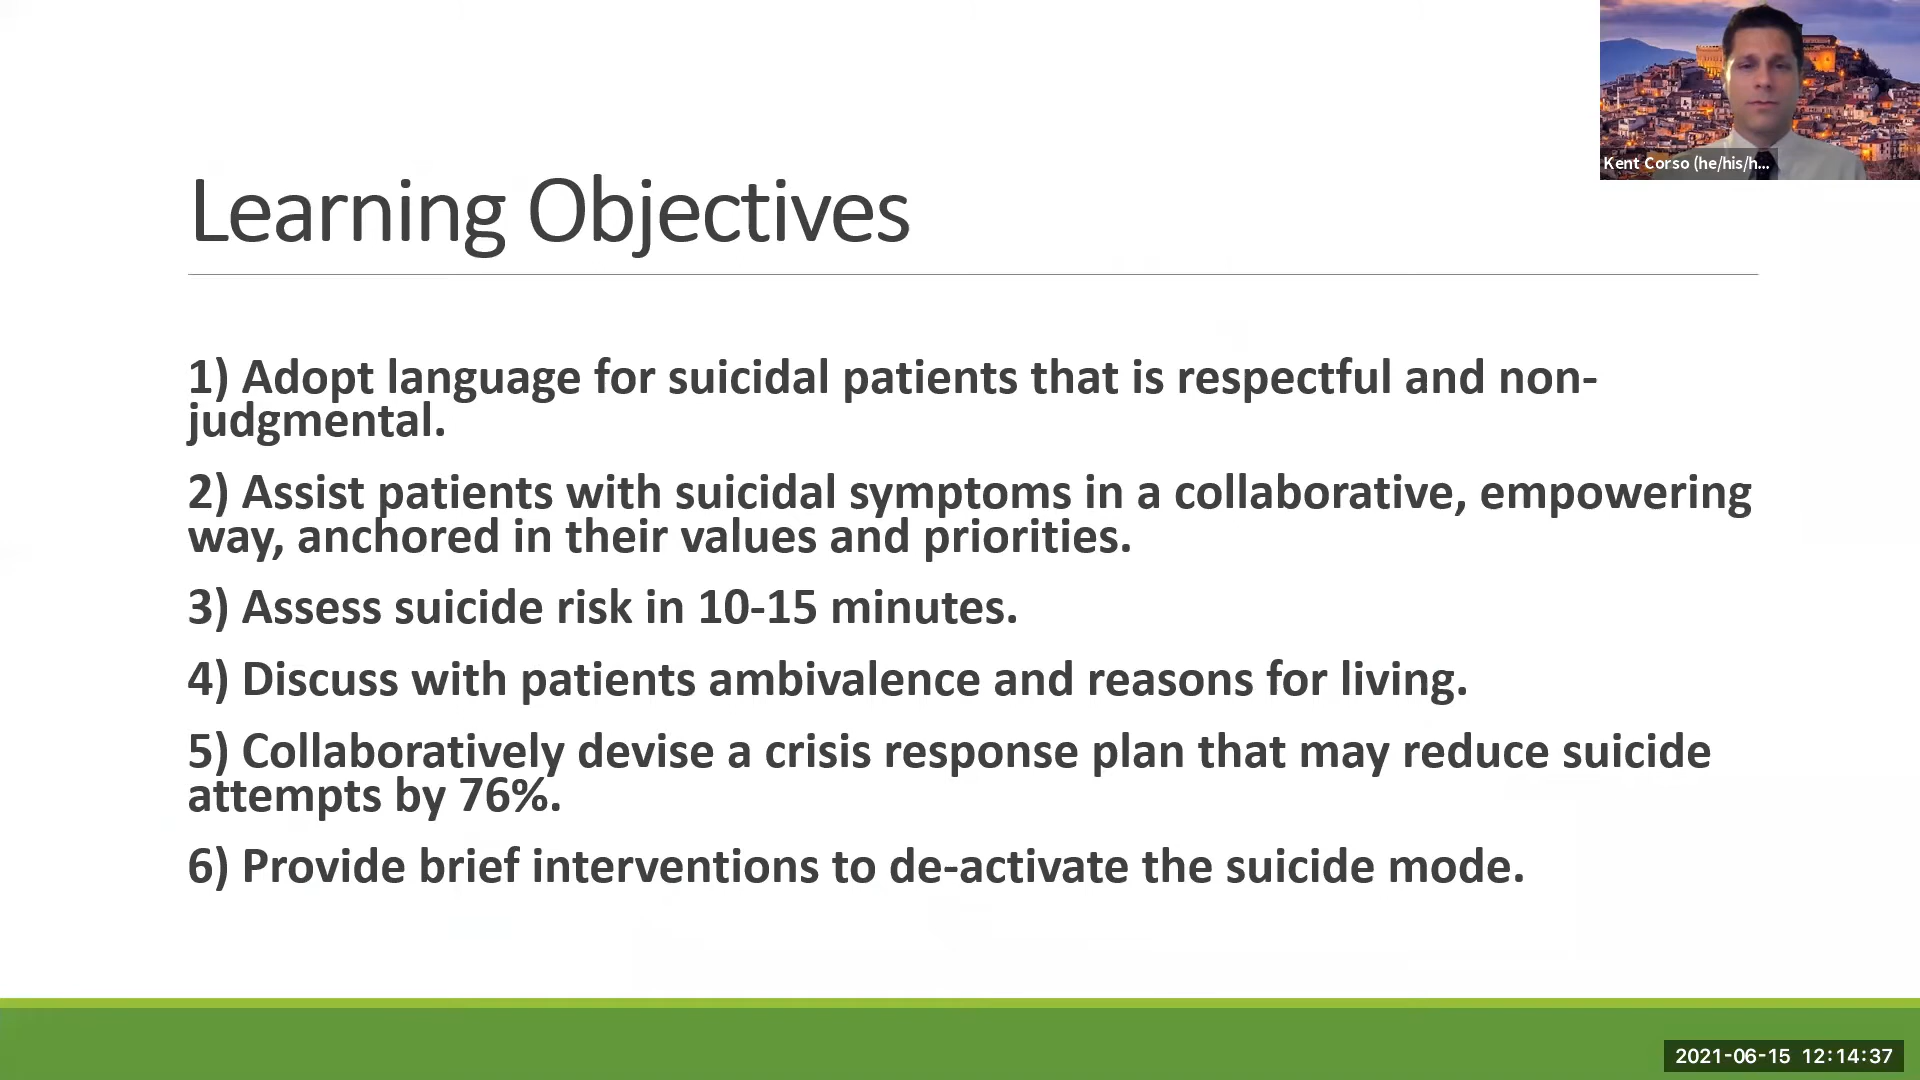 Kent Corso (he/his/h...
Learning Objectives
1) Adopt language for suicidal patients that is respectful and non-
judgmental.
2) Assist patients with suicidal symptoms in a collaborative, empowering
way, anchored in their values and priorities.
3) Assess suicide risk in 10-15 minutes.
4) Discuss with patients ambivalence and reasons for living.
5) Collaboratively devise a crisis response plan that may reduce suicide
attempts by 76%.
6) Provide brief interventions to de-activate the suicide mode.
2021-06-15 12:14:37